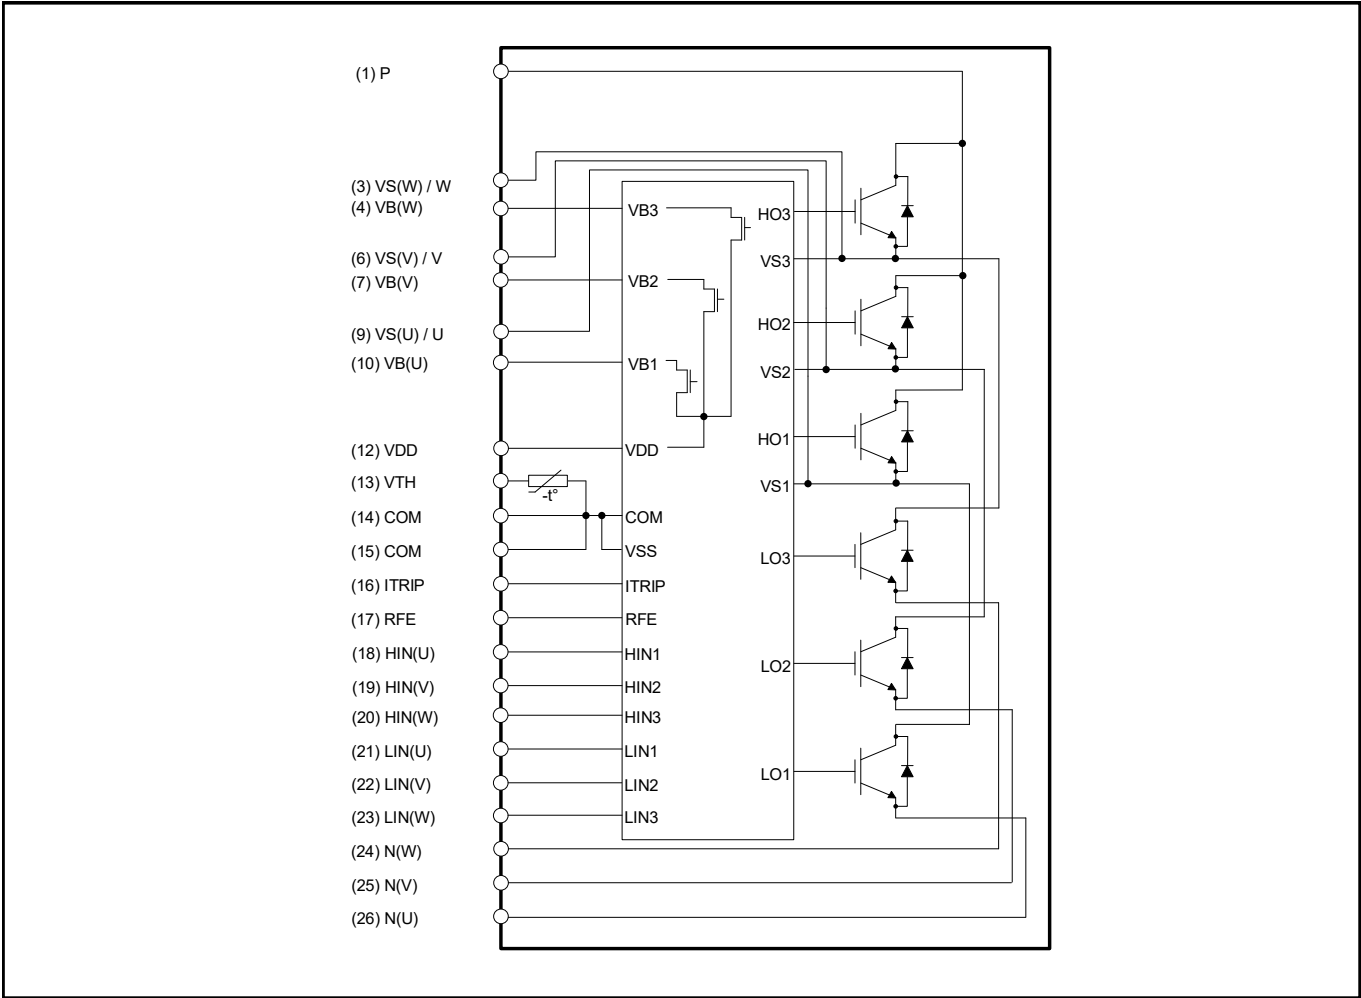 (1) P
(3) VS(W) / W
(4) VB(W)
(6) VS(V) / V
(7) VB(V)
(9) VS(U) / U
(10) VB(U)
(12) VDD
(13) VTH
(14) COM
(15) COM
(16) ITRIP
(17) RFE
(18) HIN(U)
(19) HIN(V)
(20) HIN(W)
(21) LIN(U)
(22) LIN(V)
(23) LIN(W)
(24) N(W)
(25) N(V)
(26) N(U)
-t°
VB3
VB2
VB1
VDD
COM
VSS
ITRIP
RFE
HIN1
HIN2
HIN3
LIN1
LIN2
LIN3
HO3
VS3
HO2
VS2
HO1
VS1
LO3
LO2
LO1